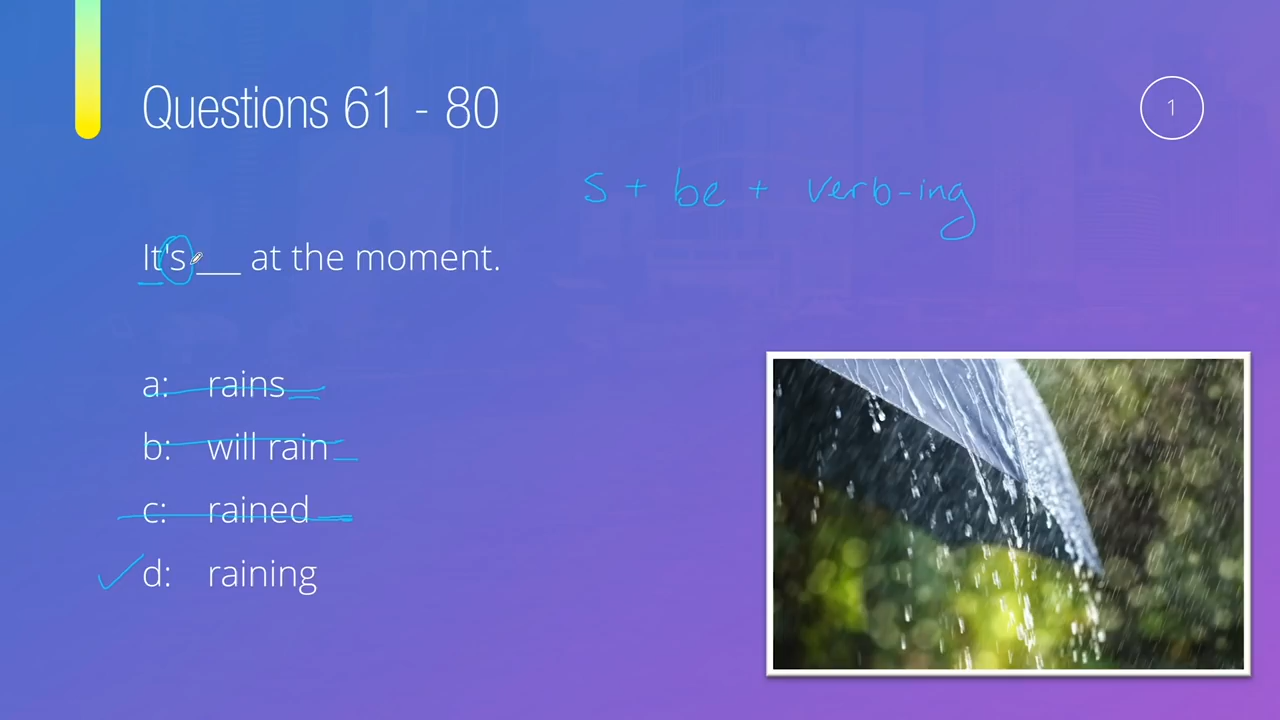 Questions 61 - 80
1
s + be + verb-ing
It's ___ at the moment.
a: rains
b: will rain
c: rained
d: raining